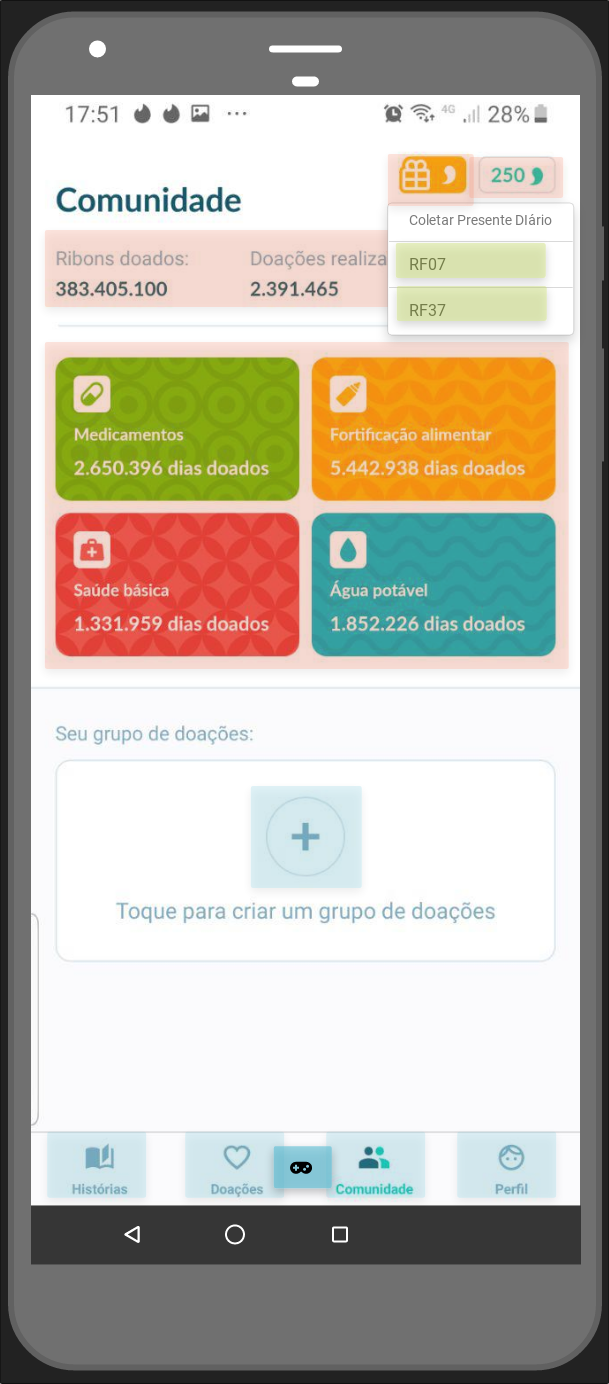 17:51
4G
28%
Comunidade
250
Coletar Presente DIário
RF07
RF37
Ribons doados:
383.405.100
Doações realiza
2.391.465
Medicamentos
2.650.396 dias doados
Fortificação alimentar
5.442.938 dias doados
Saúde básica
1.331.959 dias doados
Água potável
1.852.226 dias doados
Seu grupo de doações:
Toque para criar um grupo de doações
Histórias
Doações
Comunidade
Perfil